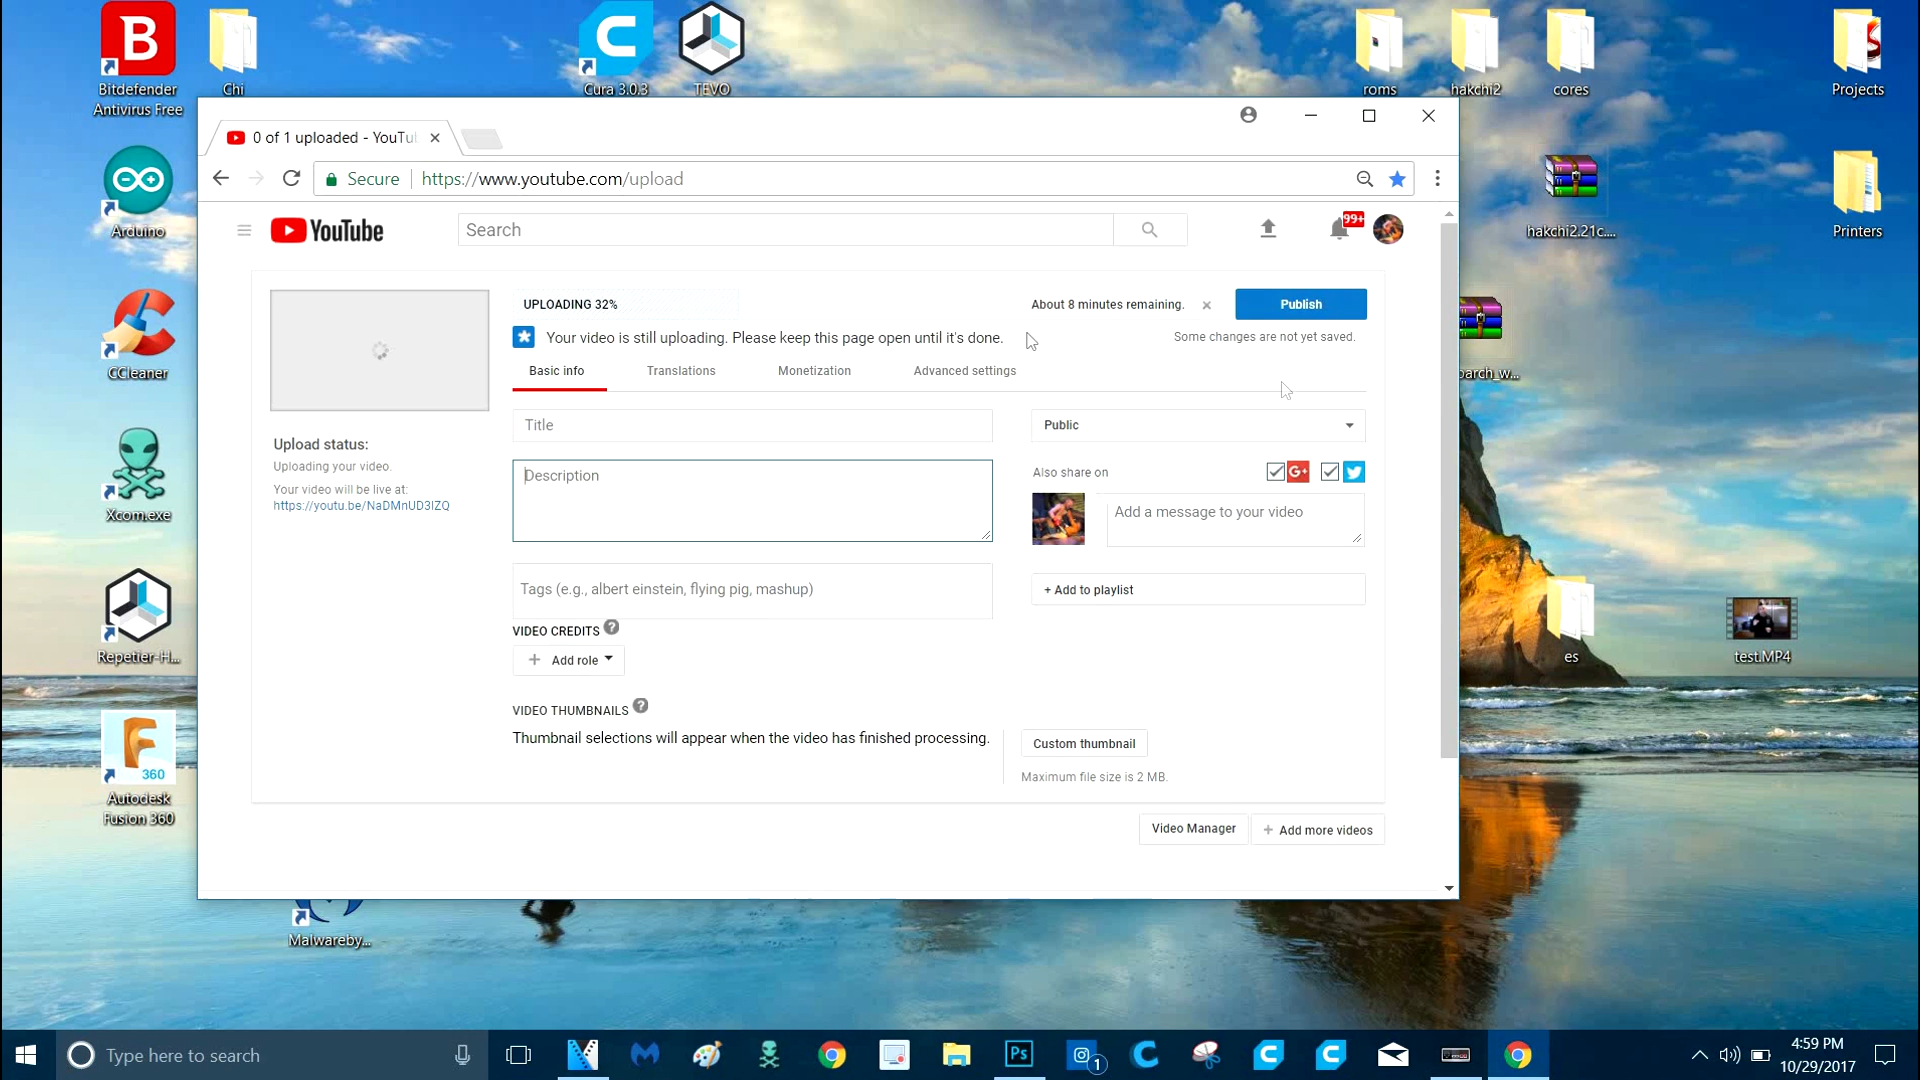 Bitdefender
Antivirus Free
Chi
Cura 3.0.3
TEVO
roms
hakchi2
cores
Projects
0 of 1 uploaded - YouTu
Secure
https://www.youtube.com/upload
Arduino
hakchi2.21c....
Printers
YouTube
Search
99+
UPLOADING 32%
About 8 minutes remaining.
Publish
Your video is still uploading. Please keep this page open until it's done.
Some changes are not yet saved.
CCleaner
Basic info
Translations
Monetization
Advanced settings
Title
Public
Upload status:
Uploading your video.
Your video will be live at:
https://youtu.be/NaDMnUD3IZQ
Description
Also share on
G+
Add a message to your video
Xcom.exe
Tags (e.g., albert einstein, flying pig, mashup)
+ Add to playlist
VIDEO CREDITS ?
+ Add role
Repetier-H...
es
test.MP4
VIDEO THUMBNAILS ?
Thumbnail selections will appear when the video has finished processing.
Custom thumbnail
Maximum file size is 2 MB.
F
360
Autodesk
Fusion 360
Video Manager
+ Add more videos
Malwareby...
Type here to search
Ps
1
4:59 PM
10/29/2017